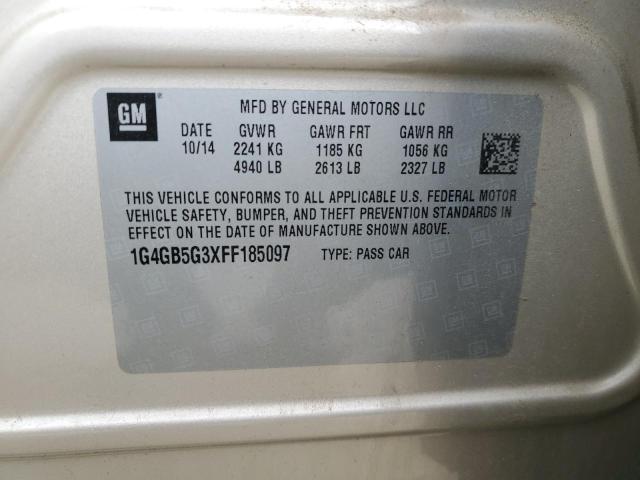 GM
MFD BY GENERAL MOTORS LLC
DATE GVWR GAWR FRT GAWR RR
10/14 2241 KG 1185 KG 1056 KG
4940 LB 2613 LB 2327 LB
THIS VEHICLE CONFORMS TO ALL APPLICABLE U.S. FEDERAL MOTOR
VEHICLE SAFETY, BUMPER, AND THEFT PREVENTION STANDARDS IN
EFFECT ON THE DATE OF MANUFACTURE SHOWN ABOVE.
1G4GB5G3XFF185097 TYPE: PASS CAR